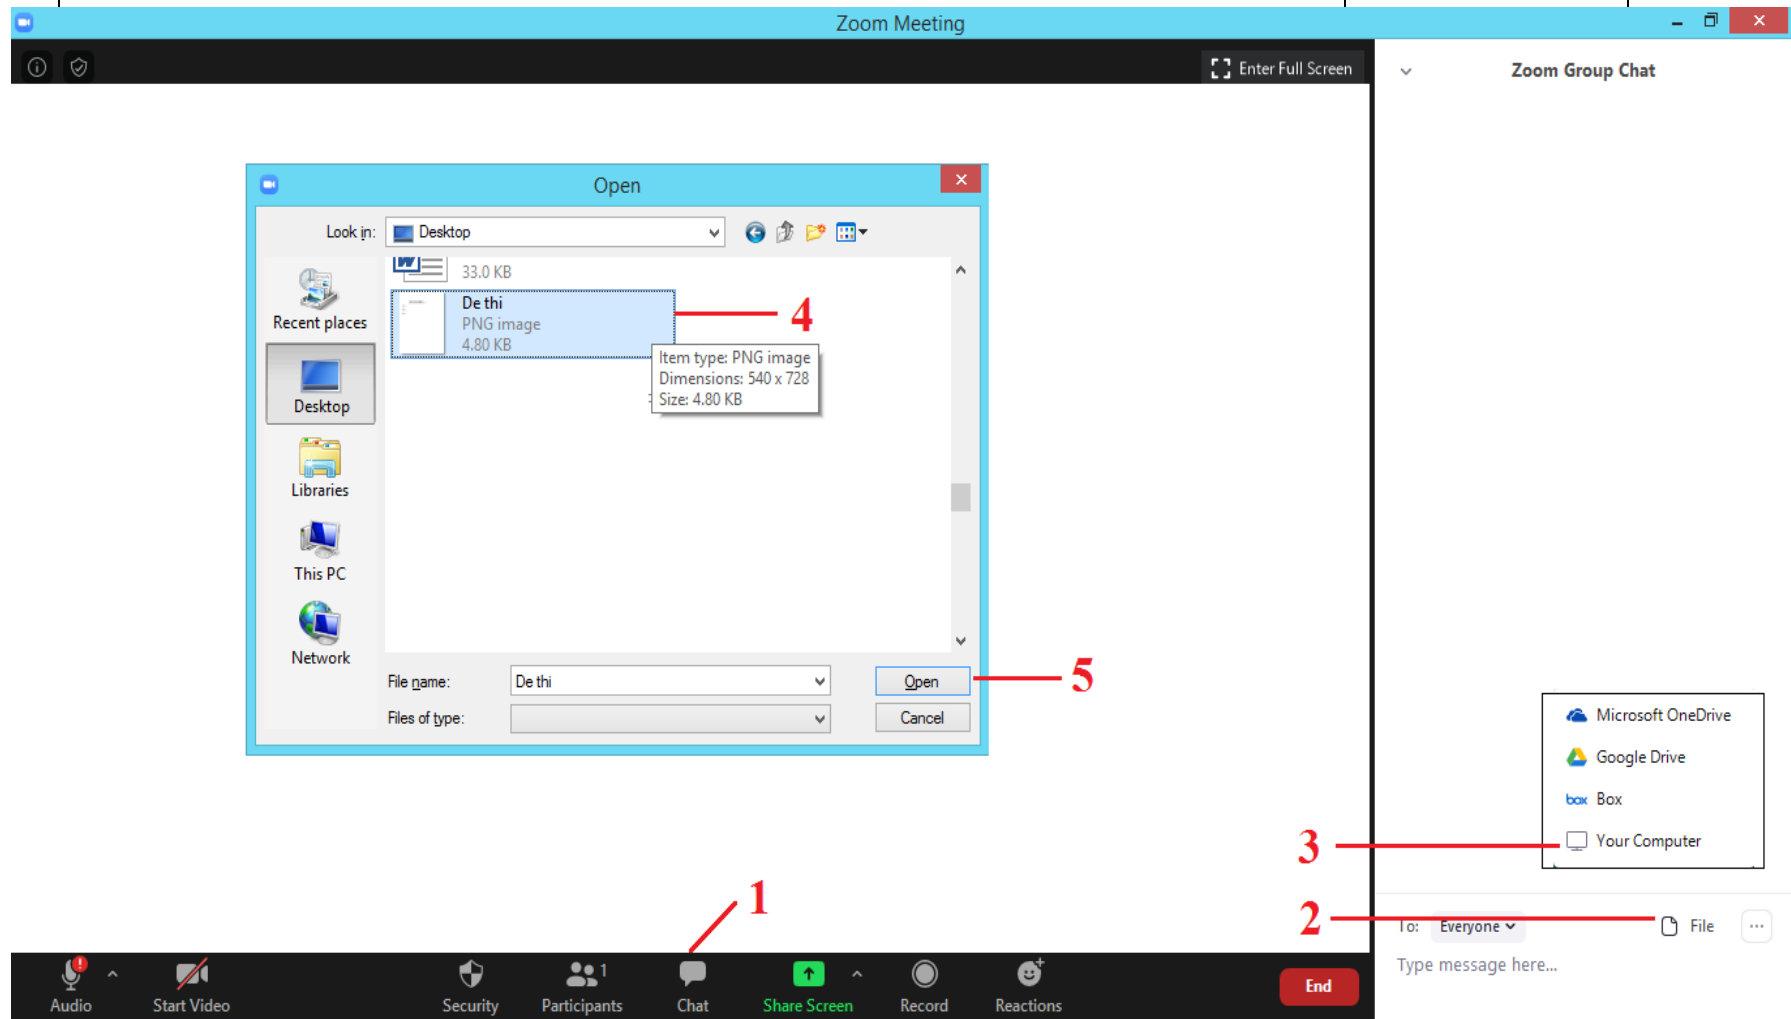 Zoom Meeting
Enter Full Screen
Zoom Group Chat
Open
Look in:
Desktop
33.0 KB
De thi
PNG image
4.80 KB
4
Item type: PNG image
Dimensions: 540 x 728
Size: 4.80 KB
Recent places
Desktop
Libraries
This PC
Network
File name:
De thi
Open
5
Files of type:
Cancel
Microsoft OneDrive
Google Drive
box Box
3
Your Computer
1
2
To: Everyone
File
Type message here...
Audio
Start Video
Security
1
Participants
Chat
Share Screen
Record
Reactions
End